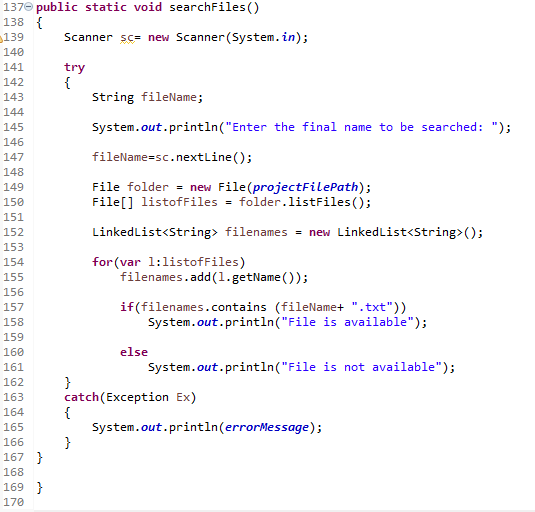 137 public static void searchFiles()
138 {
139     Scanner sc= new Scanner(System.in);
140
141     try
142     {
143         String fileName;
144
145         System.out.println("Enter the final name to be searched: ");
146
147         fileName=sc.nextLine();
148
149         File folder = new File(projectFilePath);
150         File[] listofFiles = folder.listFiles();
151
152         LinkedList<String> filenames = new LinkedList<String>();
153
154         for(var l:listofFiles)
155             filenames.add(l.getName());
156
157             if(filenames.contains (fileName+ ".txt"))
158                 System.out.println("File is available");
159
160             else
161                 System.out.println("File is not available");
162     }
163     catch(Exception Ex)
164     {
165         System.out.println(errorMessage);
166     }
167 }
168
169 }
170